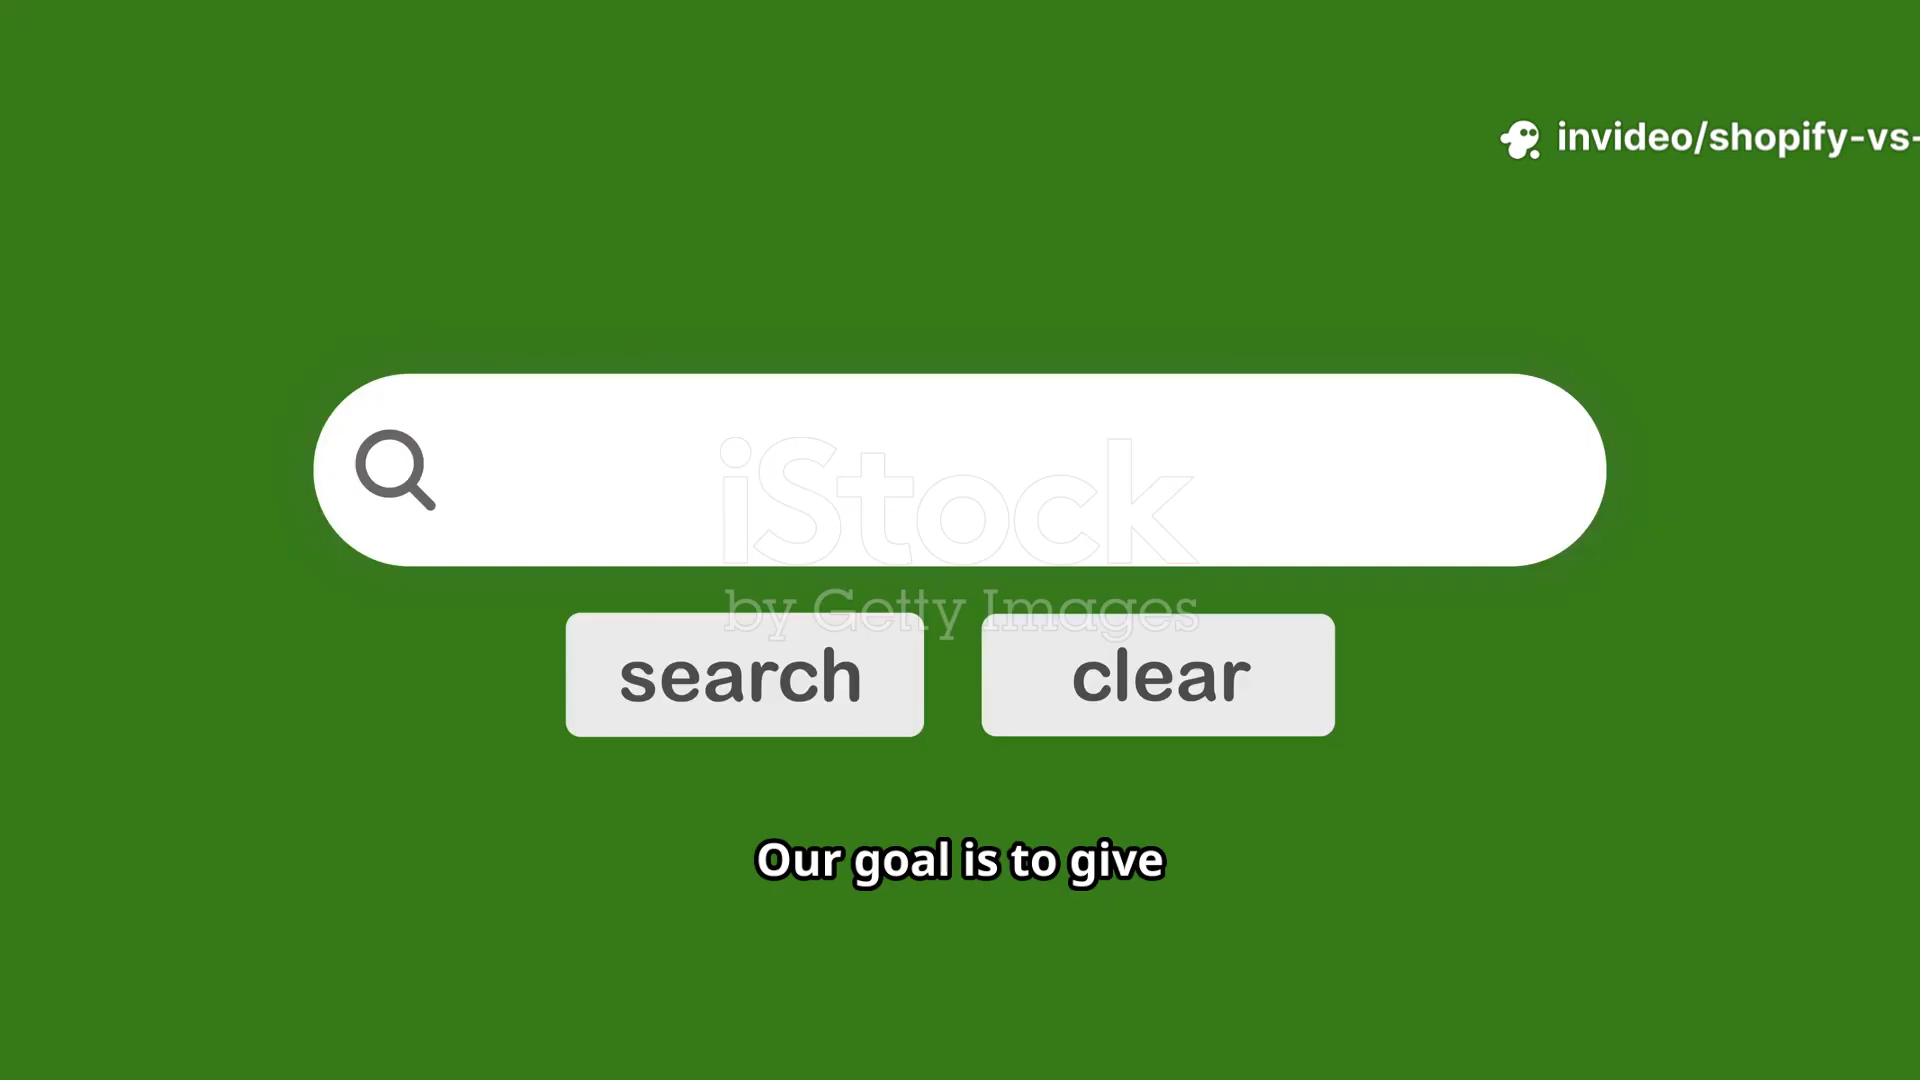 invideo/shopify-vs-
iStock
by Getty Images
search clear
Our goal is to give